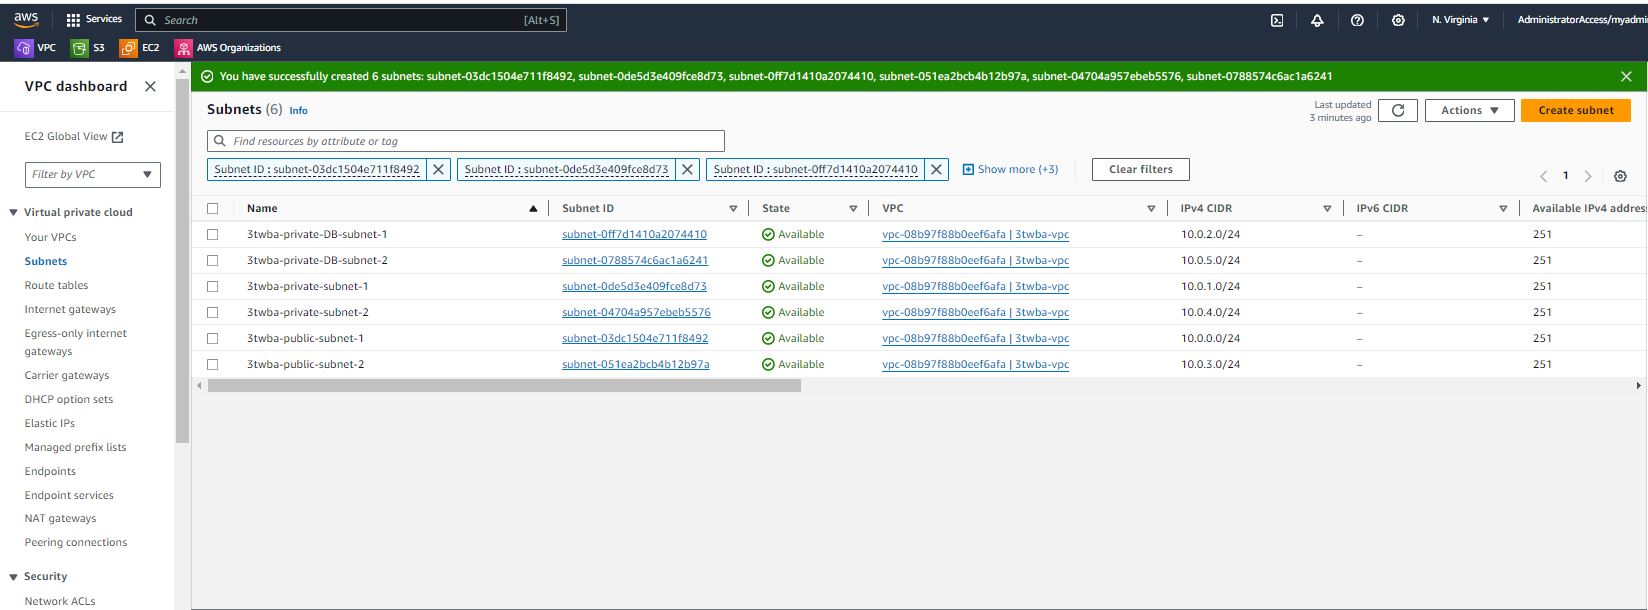 aws Services Search [Alt+S] N. Virginia AdministratorAccess/myadmin
VPC S3 EC2 AWS Organizations
VPC dashboard
EC2 Global View
Filter by VPC
Virtual private cloud
Your VPCs
Subnets
Route tables
Internet gateways
Egress-only internet
gateways
Carrier gateways
DHCP option sets
Elastic IPs
Managed prefix lists
Endpoints
Endpoint services
NAT gateways
Peering connections
Security
Network ACLs
You have successfully created 6 subnets: subnet-03dc1504e711f8492, subnet-0de5d3e409fce8d73, subnet-0ff7d1410a2074410, subnet-051ea2bcb4b12b97a, subnet-04704a957ebeb5576, subnet-0788574c6ac1a6241
Subnets (6) Info
Last updated
3 minutes ago
Actions Create subnet
Find resources by attribute or tag
Subnet ID : subnet-03dc1504e711f8492 Subnet ID : subnet-0de5d3e409fce8d73 Subnet ID : subnet-0ff7d1410a2074410 Show more (+3) Clear filters
1
Name Subnet ID State VPC IPv4 CIDR IPv6 CIDR Available IPv4 addres
3twba-private-DB-subnet-1 subnet-0ff7d1410a2074410 Available vpc-08b97f88b0eef6afa | 3twba-vpc 10.0.2.0/24 – 251
3twba-private-DB-subnet-2 subnet-0788574c6ac1a6241 Available vpc-08b97f88b0eef6afa | 3twba-vpc 10.0.5.0/24 – 251
3twba-private-subnet-1 subnet-0de5d3e409fce8d73 Available vpc-08b97f88b0eef6afa | 3twba-vpc 10.0.1.0/24 – 251
3twba-private-subnet-2 subnet-04704a957ebeb5576 Available vpc-08b97f88b0eef6afa | 3twba-vpc 10.0.4.0/24 – 251
3twba-public-subnet-1 subnet-03dc1504e711f8492 Available vpc-08b97f88b0eef6afa | 3twba-vpc 10.0.0.0/24 – 251
3twba-public-subnet-2 subnet-051ea2bcb4b12b97a Available vpc-08b97f88b0eef6afa | 3twba-vpc 10.0.3.0/24 – 251